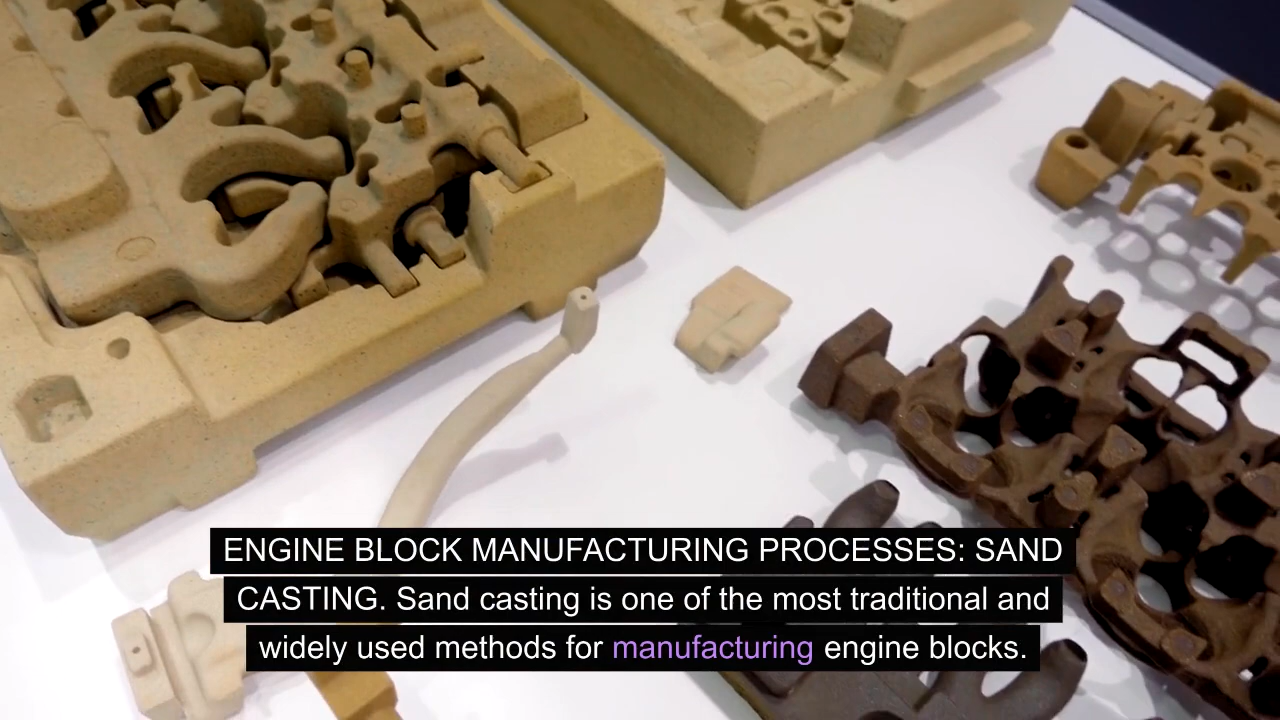 ENGINE BLOCK MANUFACTURING PROCESSES: SAND
CASTING. Sand casting is one of the most traditional and
widely used methods for manufacturing engine blocks.